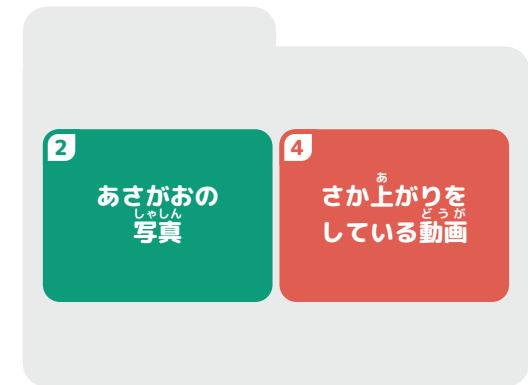 2
あさがおの
しゃしん
写真
4
あ
さか上がりを
どうが
している動画